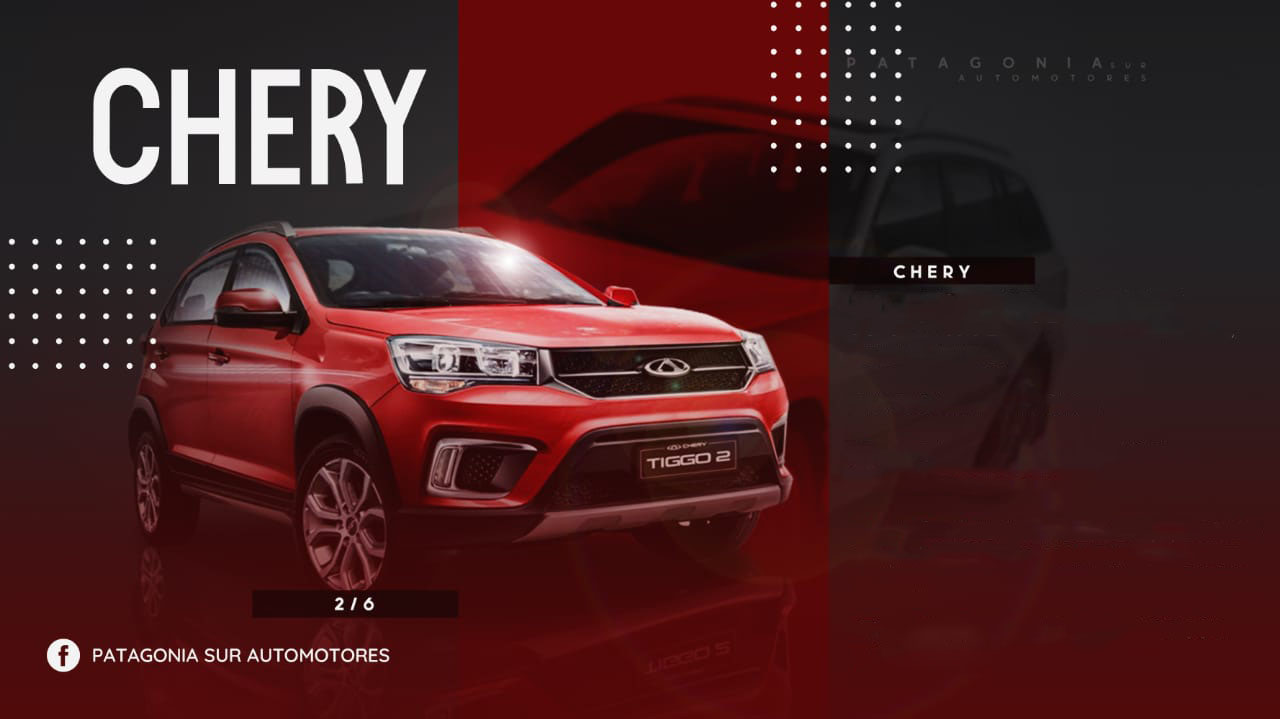 CHERY
PATAGONIA SUR
AUTOMOTORES
CHERY
CHERY
TIGGO 2
2/6
PATAGONIA SUR AUTOMOTORES